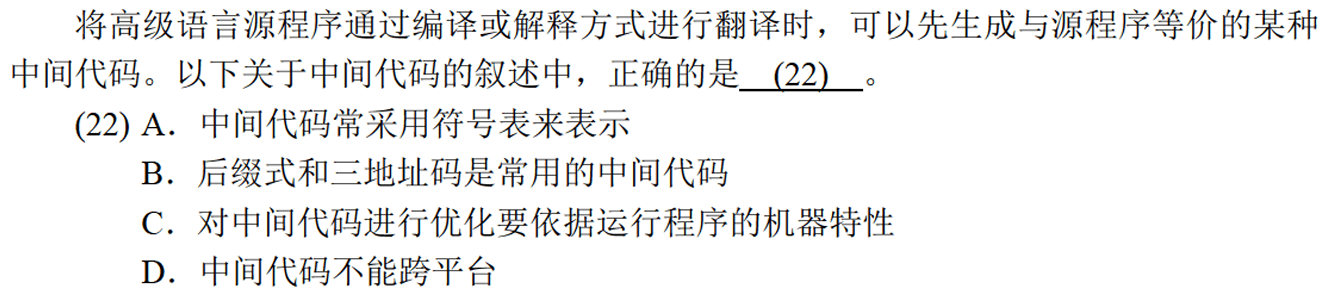 将高级语言源程序通过编译或解释方式进行翻译时，可以先生成与源程序等价的某种
中间代码。以下关于中间代码的叙述中，正确的是 (22) 。
(22) A．中间代码常采用符号表来表示
B．后缀式和三地址码是常用的中间代码
C．对中间代码进行优化要依据运行程序的机器特性
D．中间代码不能跨平台